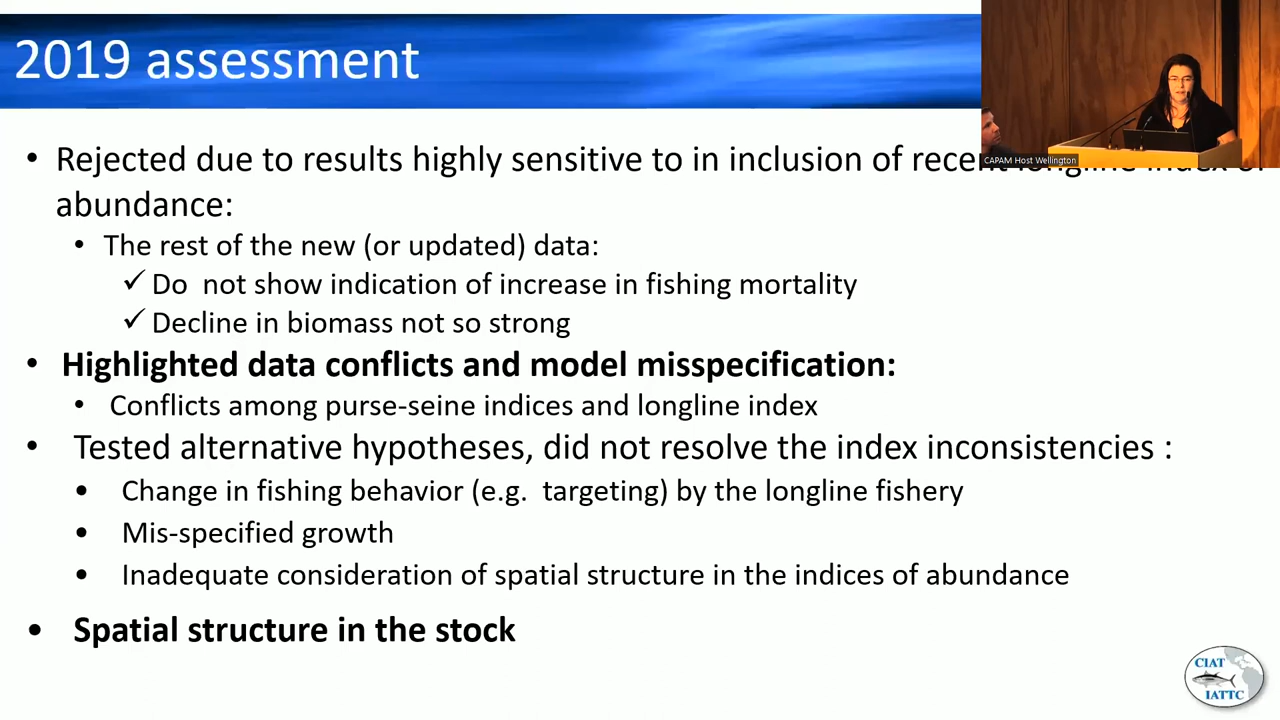 2019 assessment
CAPAM Host Wellington
• Rejected due to results highly sensitive to in inclusion of recent longline index of
abundance:
• The rest of the new (or updated) data:
✓ Do not show indication of increase in fishing mortality
✓ Decline in biomass not so strong
• Highlighted data conflicts and model misspecification:
• Conflicts among purse-seine indices and longline index
• Tested alternative hypotheses, did not resolve the index inconsistencies :
• Change in fishing behavior (e.g. targeting) by the longline fishery
• Mis-specified growth
• Inadequate consideration of spatial structure in the indices of abundance
• Spatial structure in the stock
CIAT
IATTC